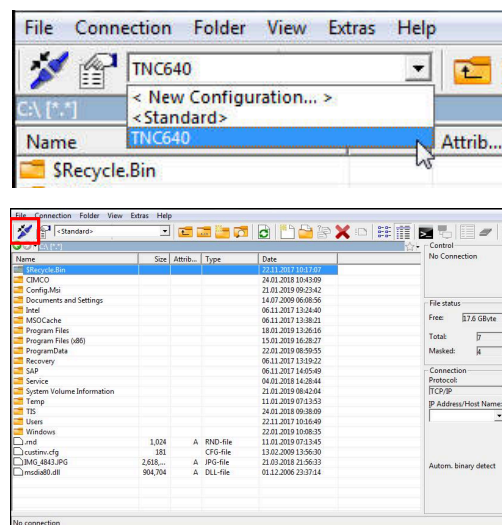 File Connection Folder View Extras Help
TNC640
C:\ [*.*]
< New Configuration... >
<Standard>
Name TNC640 Attrib...
$Recycle.Bin
File Connection Folder View Extras Help
<Standard>
C:\[*.*]
Control
No Connection
Name Size Attrib... Type Date
$Recycle.Bin 22.11.2017 10:17:07
CIMCO 24.01.2018 10:43:09
Config.Msi 21.01.2019 09:23:42
Documents and Settings 14.07.2009 06:08:56
Intel 06.11.2017 13:24:40
MSOCache 06.11.2017 13:38:21
Program Files 18.01.2019 13:26:16
Program Files (x86) 15.01.2019 16:28:27
ProgramData 22.01.2019 08:59:55
Recovery 06.11.2017 13:19:22
SAP 06.11.2017 14:05:49
Service 04.01.2018 14:28:44
System Volume Information 21.01.2019 08:42:04
Temp 11.01.2019 07:13:53
TIS 24.01.2018 09:38:09
Users 22.11.2017 10:16:49
Windows 22.01.2019 10:08:35
.rnd 1,024 A RND-file 11.01.2019 07:13:45
custinv.cfg 181 CFG-file 13.02.2009 13:56:30
IMG_4843.JPG 2,618,... A JPG-file 21.03.2018 21:56:33
msdia80.dll 904,704 A DLL-file 01.12.2006 23:37:14
File status
Free: 17.6 GByte
Total: 7
Masked: 4
Connection
Protocol:
TCP/IP
IP Address/Host Name:
Autom. binary detect
No connection